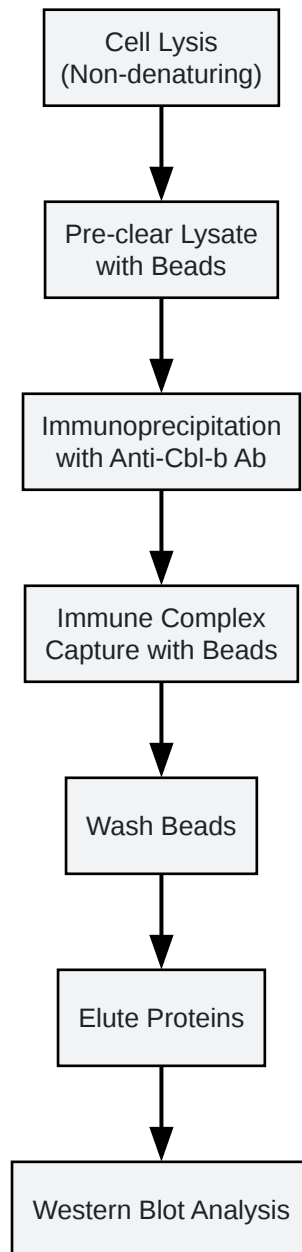 Cell Lysis
(Non-denaturing)
Pre-clear Lysate
with Beads
Immunoprecipitation
with Anti-Cbl-b Ab
Immune Complex
Capture with Beads
Wash Beads
Elute Proteins
Western Blot Analysis